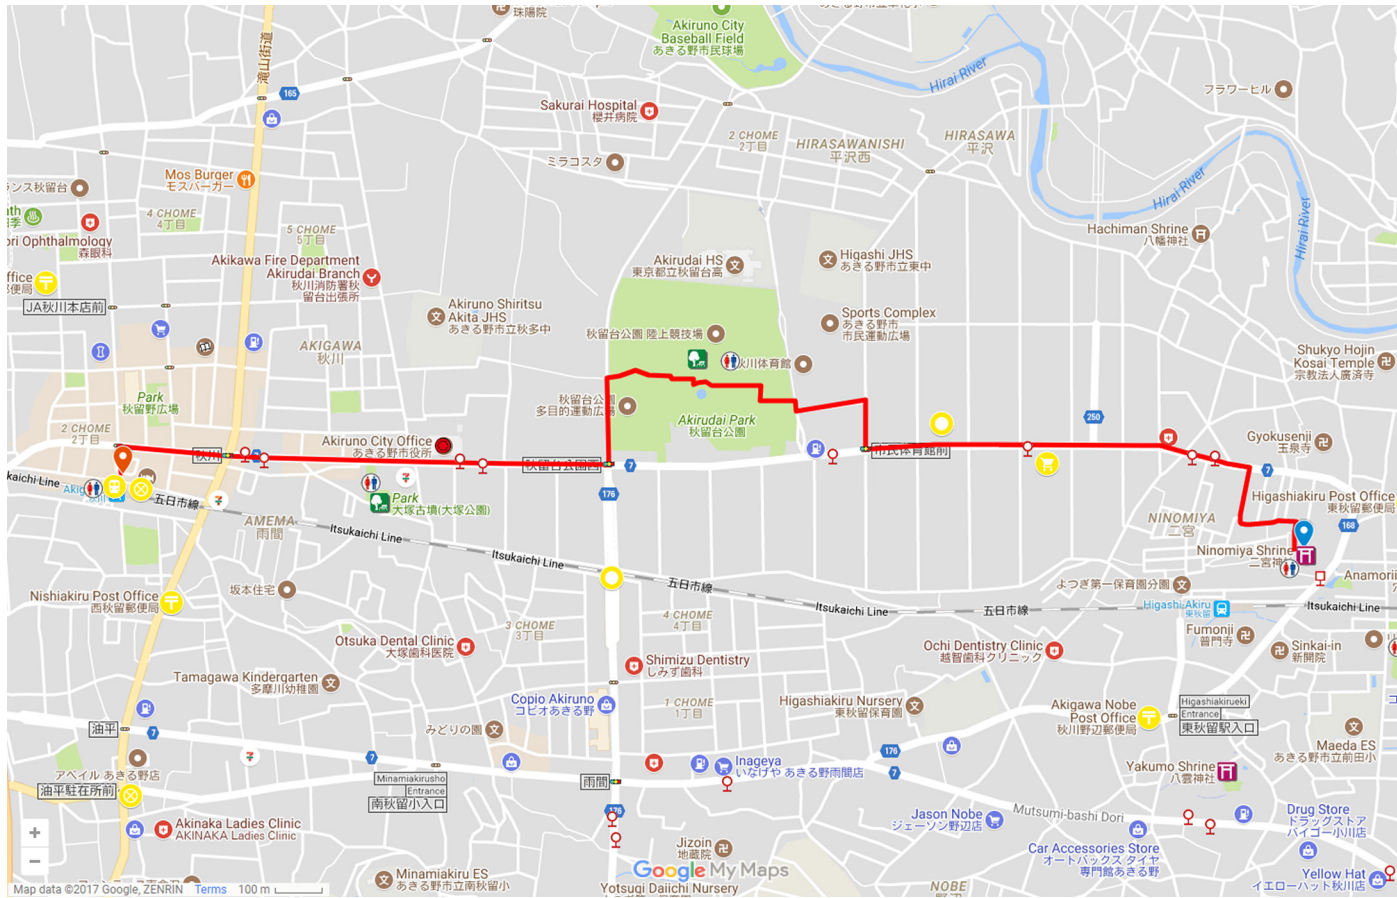 珠陽院
Akiruno City
Baseball Field
あきる野市民球場
滝山街道
165
Hirai River
フラワーヒル
Sakurai Hospital
櫻井病院
2 CHOME
2丁目
HIRASAWANISHI
平沢西
HIRASAWA
平沢
ミラコスタ
Mos Burger
モスバーガー
Hirai River
Hirai River
ランス秋留台
4 CHOME
4丁目
5 CHOME
5丁目
ori Ophthalmology
森眼科
Hachiman Shrine
八幡神社
Akikawa Fire Department
Akirudai Branch
秋川消防署秋
留台出張所
Akirudai HS
東京都立秋留台高
Higashi JHS
あきる野市立東中
ffice
便局
JA秋川本店前
Akiruno Shiritsu
Akita JHS
あきる野市立秋多中
Sports Complex
あきる野市
市民運動広場
秋留台公園 陸上競技場
AKIGAWA
秋川
秋川体育館
Shukyo Hojin
Kosai Temple
宗教法人廣済寺
Park
秋留野広場
秋留台公園
多目的運動広場
Akirudai Park
秋留台公園
250
2 CHOME
2丁目
Akiruno City Office
あきる野市役所
秋川
秋留台公園西
7
市民体育館前
Gyokusenji
玉泉寺
7
Itsukaichi Line
五日市線
176
Park
大塚古墳(大塚公園)
Higashiakiru Post Office
東秋留郵便局
168
AMEMA
雨間
Itsukaichi Line
Itsukaichi Line
NINOMIYA
二宮
Ninomiya Shrine
二宮神社
五日市線
坂本住宅
よつぎ第一保育園分園
Nishiakiru Post Office
西秋留郵便局
Itsukaichi Line
五日市線
Higashi-Akiru
東秋留
Itsukaichi Line
3 CHOME
3丁目
4 CHOME
4丁目
Fumonji
普門寺
Otsuka Dental Clinic
大塚歯科医院
Ochi Dentistry Clinic
越智歯科クリニック
Sinkai-in
新開院
Shimizu Dentistry
しみず歯科
Tamagawa Kindergarten
多摩川幼稚園
Copio Akiruno
コピオあきる野
1 CHOME
1丁目
Higashiakiru Nursery
東秋留保育園
Akigawa Nobe
Post Office
秋川野辺郵便局
Higashiakirueki
Entrance
東秋留駅入口
油平
7
みどりの園
176
Maeda ES
あきる野市立前田小
7
アベイル あきる野店
Minamiakirusho
Entrance
南秋留小入口
Inageya
いなげや あきる野雨間店
7
Yakumo Shrine
八雲神社
油平駐在所前
雨間
176
Jason Nobe
ジェーソン野辺店
Mutsumi-bashi Dori
Drug Store
ドラッグストア
バイゴー小川店
Akinaka Ladies Clinic
AKINAKA Ladies Clinic
Jizoin
地蔵院
Car Accessories Store
オートバックス タイヤ
専門館あきる野
Google My Maps
Minamiakiru ES
あきる野市立南秋留小
Yotsugi Daiichi Nursery
NOBE
Yellow Hat
イエローハット秋川店
Map data ©2017 Google, ZENRIN
Terms
100 m